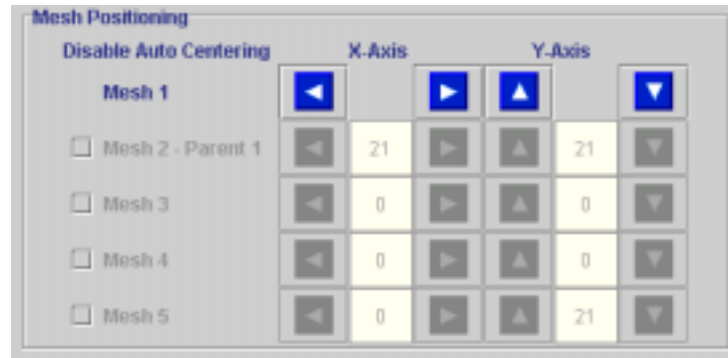 Mesh Positioning
Disable Auto Centering X-Axis Y-Axis
Mesh 1
Mesh 2 - Parent 1 21 21
Mesh 3 0 0
Mesh 4 0 0
Mesh 5 0 21